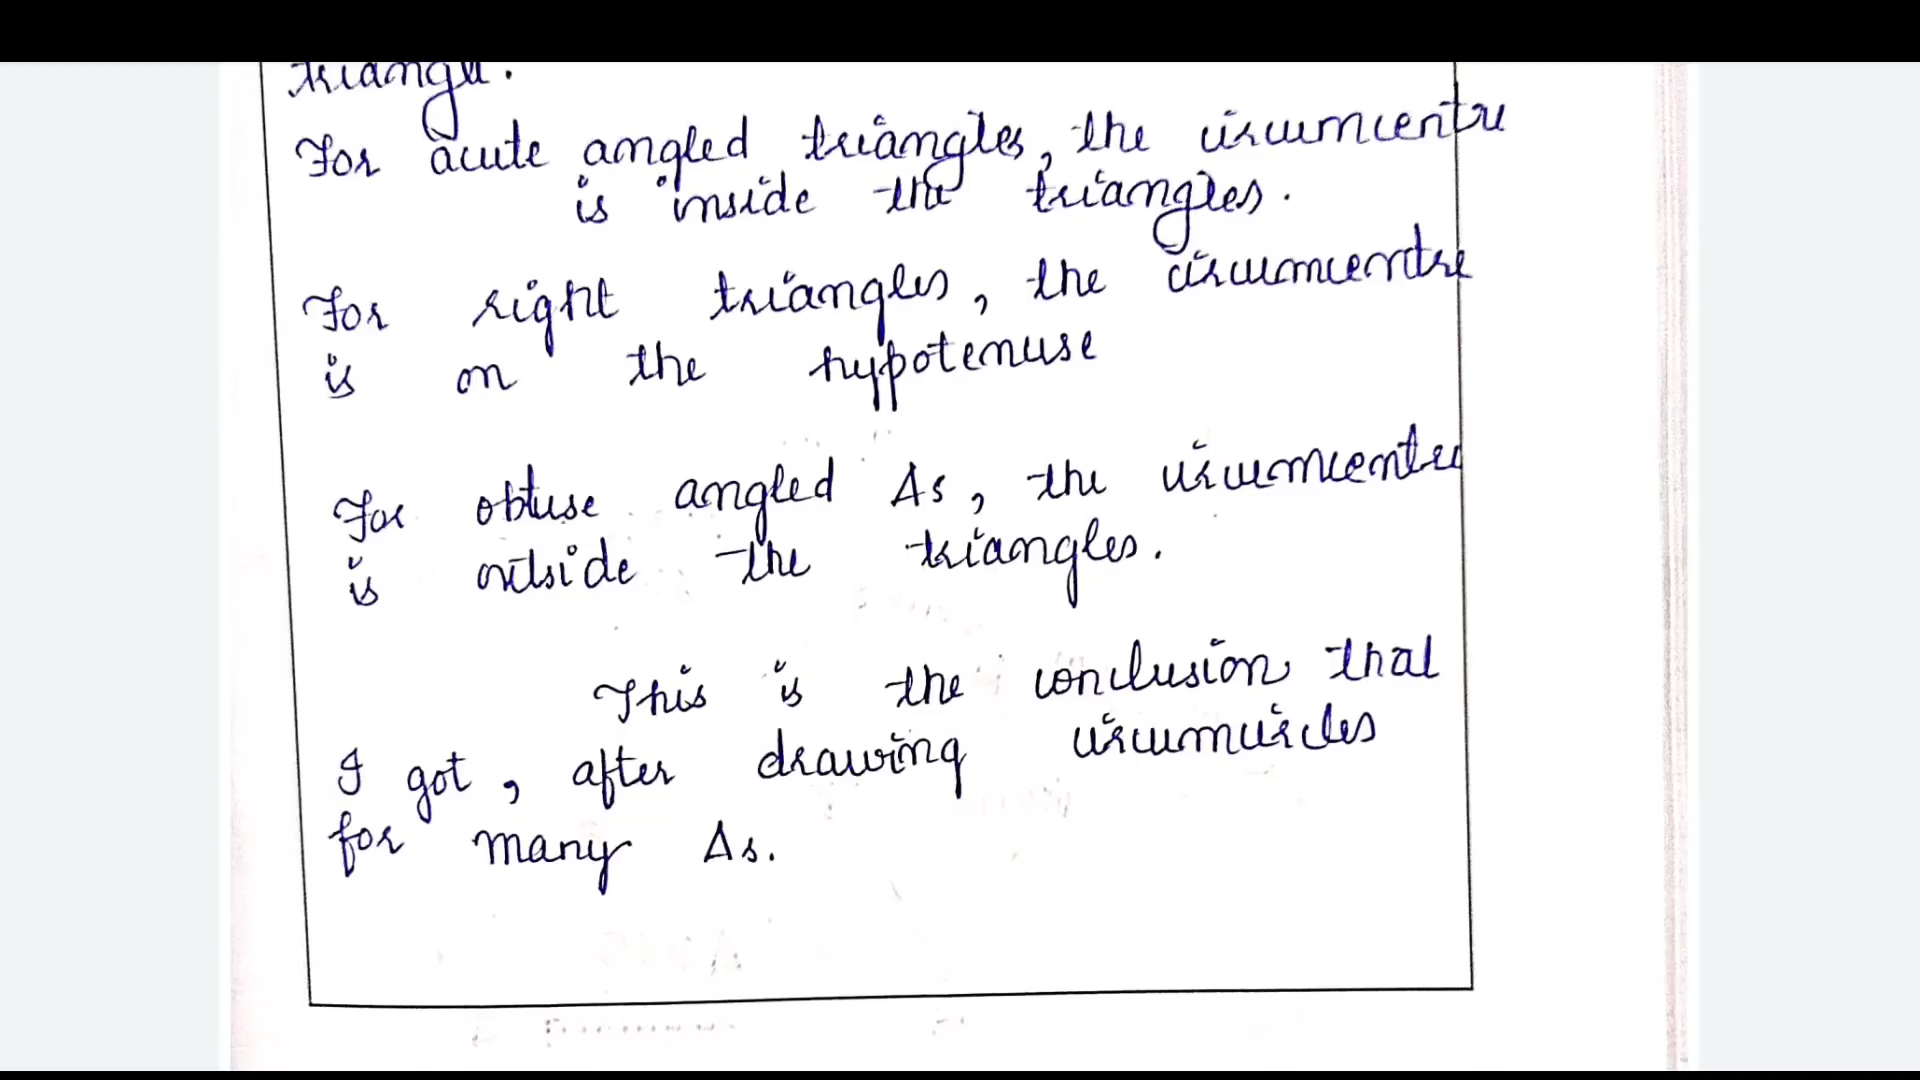 triangle.
For acute angled triangles, the circumcentre
is inside the triangles.
For right triangles, the circumcentre
is on the hypotenuse
For obtuse angled Δs, the circumcentre
is outside the triangles.
This is the conclusion that
I got, after drawing circumcircles
for many Δs.